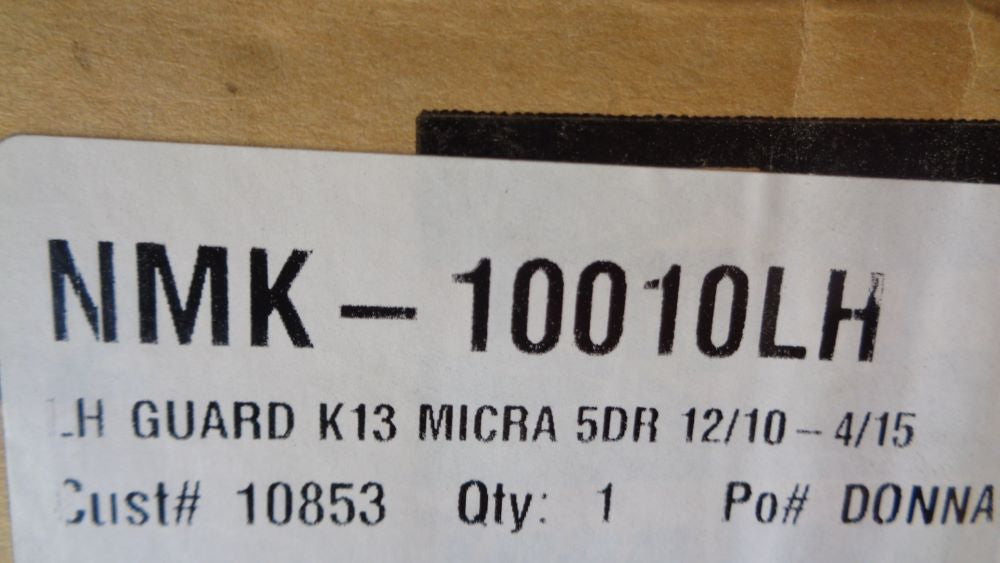 NMK-10010LH
LH GUARD K13 MICRA 5DR 12/10-4/15
Cust# 10853 Qty: 1 Po# DONNA